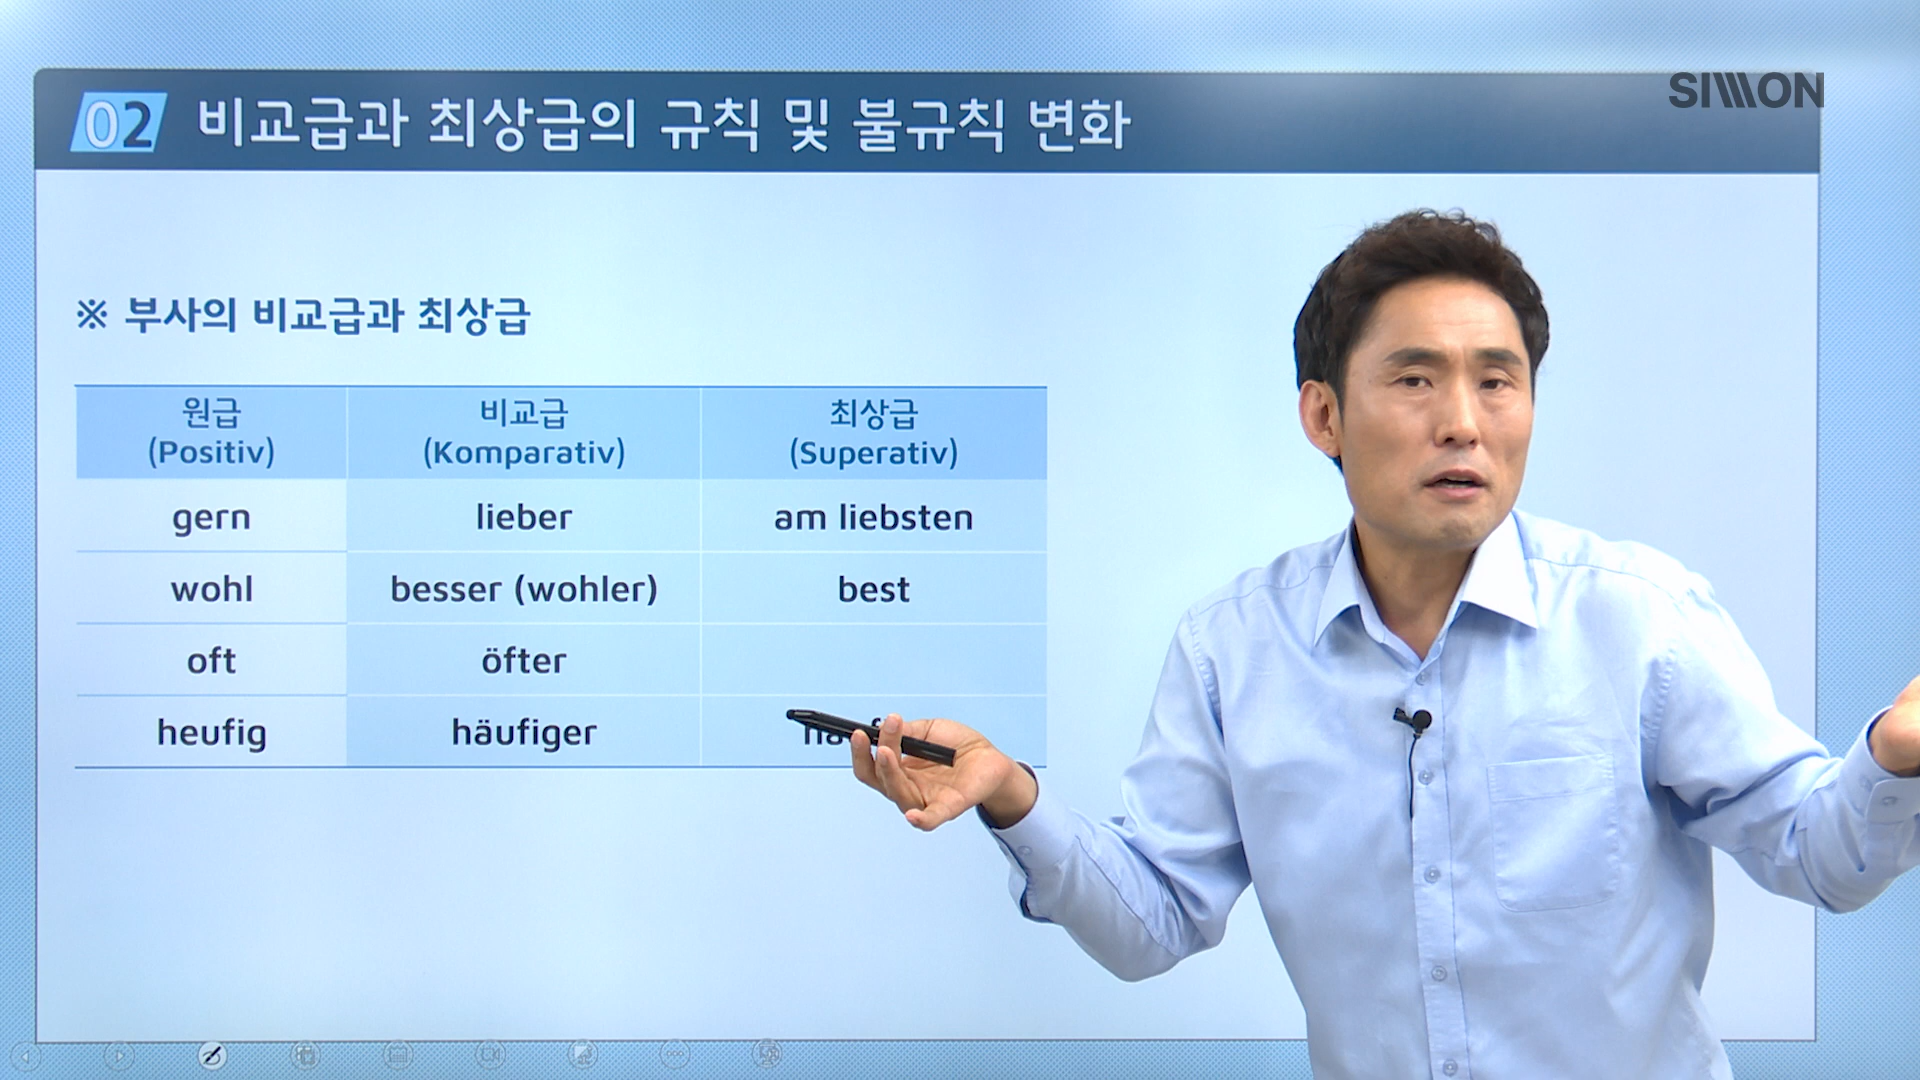 SIMON
02 비교급과 최상급의 규칙 및 불규칙 변화
※ 부사의 비교급과 최상급
원급 비교급 최상급
(Positiv) (Komparativ) (Superativ)
gern lieber am liebsten
wohl besser (wohler) best
oft öfter
heufig häufiger